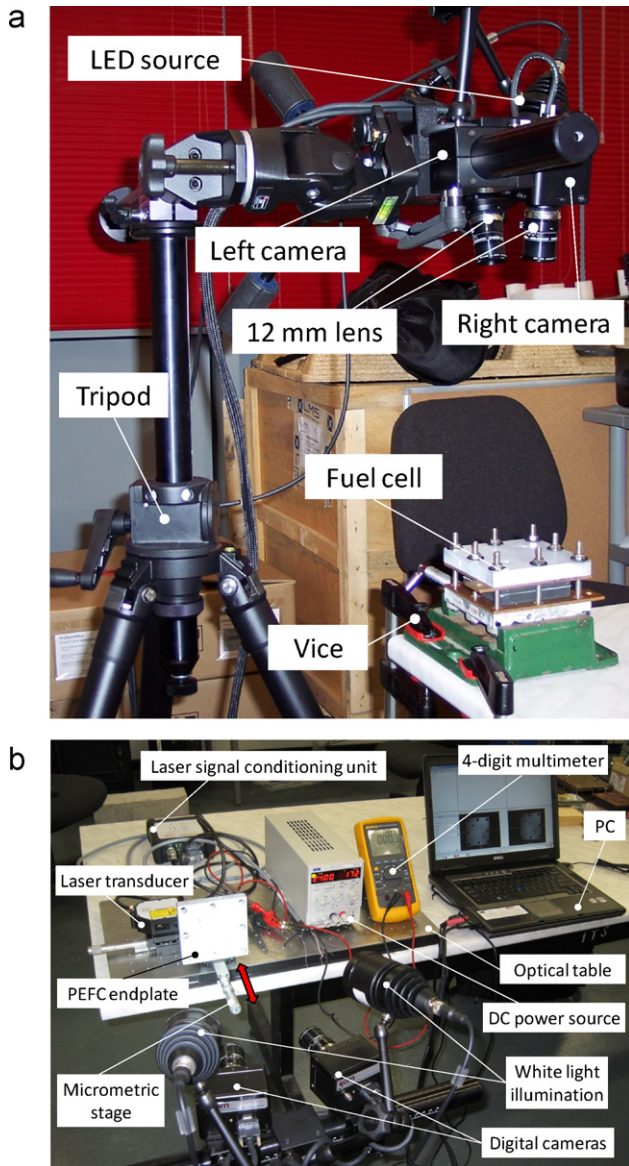 a
LED source
Left camera
12 mm lens
Right camera
Tripod
LMS
Fuel cell
Vice
b
Laser signal conditioning unit
4-digit multimeter
PC
Laser transducer
PEFC endplate
Optical table
DC power source
Micrometric
stage
White light
illumination
Digital cameras